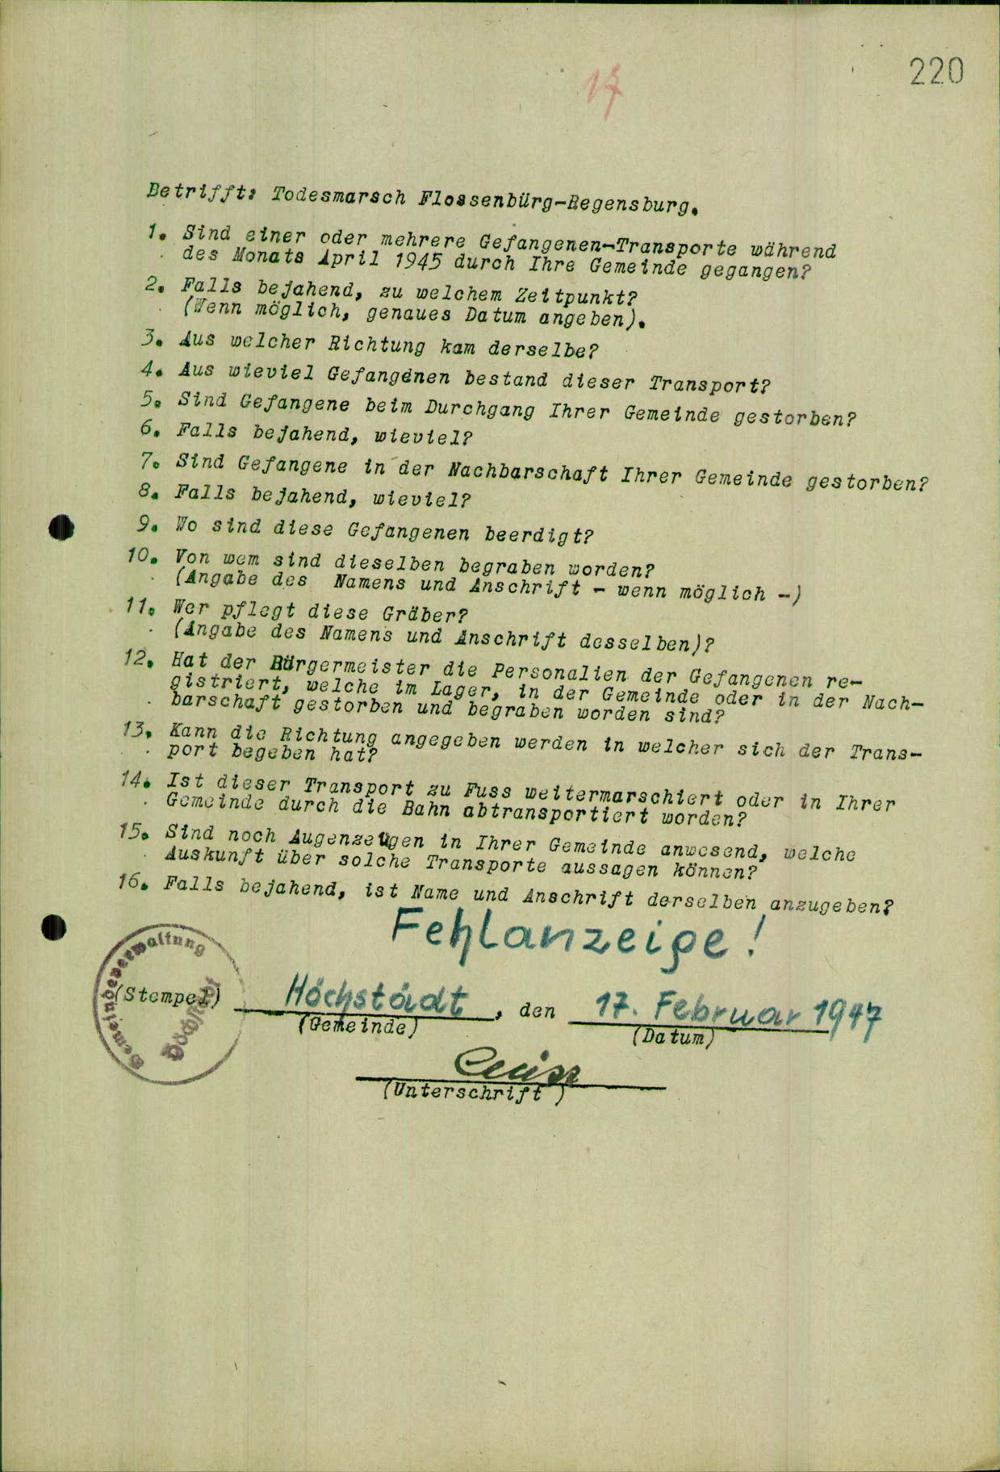 220
17
Betrifft: Todesmarsch Flossenbürg-Regensburg.
1. Sind einer oder mehrere Gefangenen-Transporte während
des Monats April 1945 durch Ihre Gemeinde gegangen?
2. Falls bejahend, zu welchem Zeitpunkt?
(Wenn möglich, genaues Datum angeben).
3. Aus welcher Richtung kam derselbe?
4. Aus wieviel Gefangenen bestand dieser Transport?
5. Sind Gefangene beim Durchgang Ihrer Gemeinde gestorben?
6. Falls bejahend, wieviel?
7. Sind Gefangene in der Nachbarschaft Ihrer Gemeinde gestorben?
8. Falls bejahend, wieviel?
9. Wo sind diese Gefangenen beerdigt?
10. Von wem sind dieselben begraben worden?
(Angabe des Namens und Anschrift - wenn möglich -)
11. Wer pflegt diese Gräber?
(Angabe des Namens und Anschrift desselben)?
12. Hat der Bürgermeister die Personalien der Gefangenen re-
gistriert, welche im Lager, in der Gemeinde oder in der Nach-
barschaft gestorben und begraben worden sind?
13. Kann die Richtung angegeben werden in welcher sich der Trans-
port begeben hat?
14. Ist dieser Transport zu Fuss weitermarschiert oder in Ihrer
Gemeinde durch die Bahn abtransportiert worden?
15. Sind noch Augenzeugen in Ihrer Gemeinde anwesend, welche
Auskunft über solche Transporte aussagen können?
16. Falls bejahend, ist Name und Anschrift derselben anzugeben?
Fehlanzeige!
Gemeindeverwaltung
(Stempel) Höchstädt, den 17. Februar 1947
(Gemeinde) (Datum)
(Unterschrift)